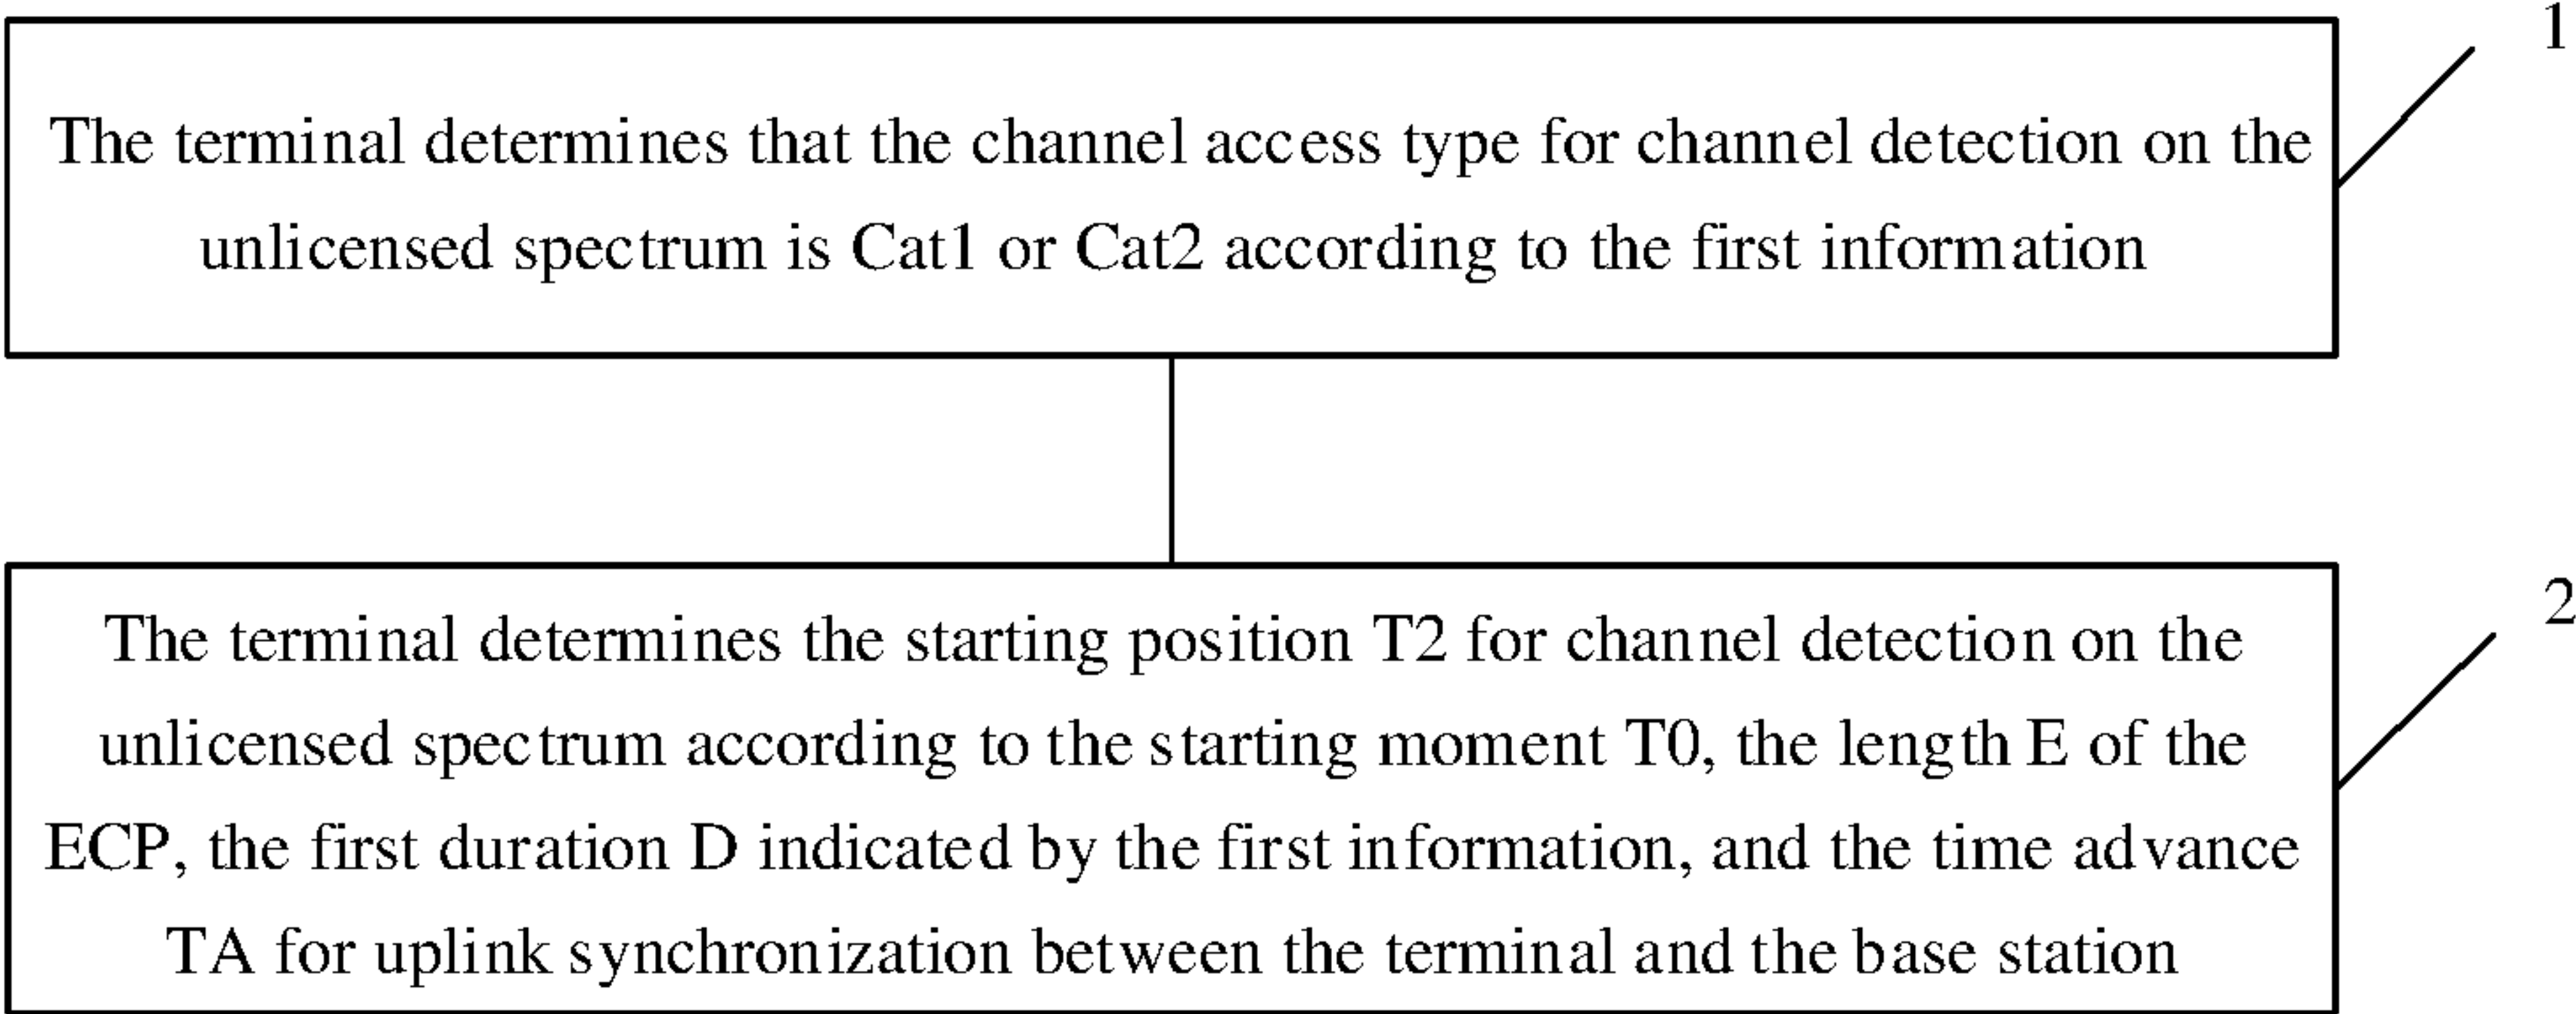 1
The terminal determines that the channel access type for channel detection on the
unlicensed spectrum is Cat1 or Cat2 according to the first information
2
The terminal determines the starting position T2 for channel detection on the
unlicensed spectrum according to the starting moment T0, the length E of the
ECP, the first duration D indicated by the first information, and the time advance
TA for uplink synchronization between the terminal and the base station